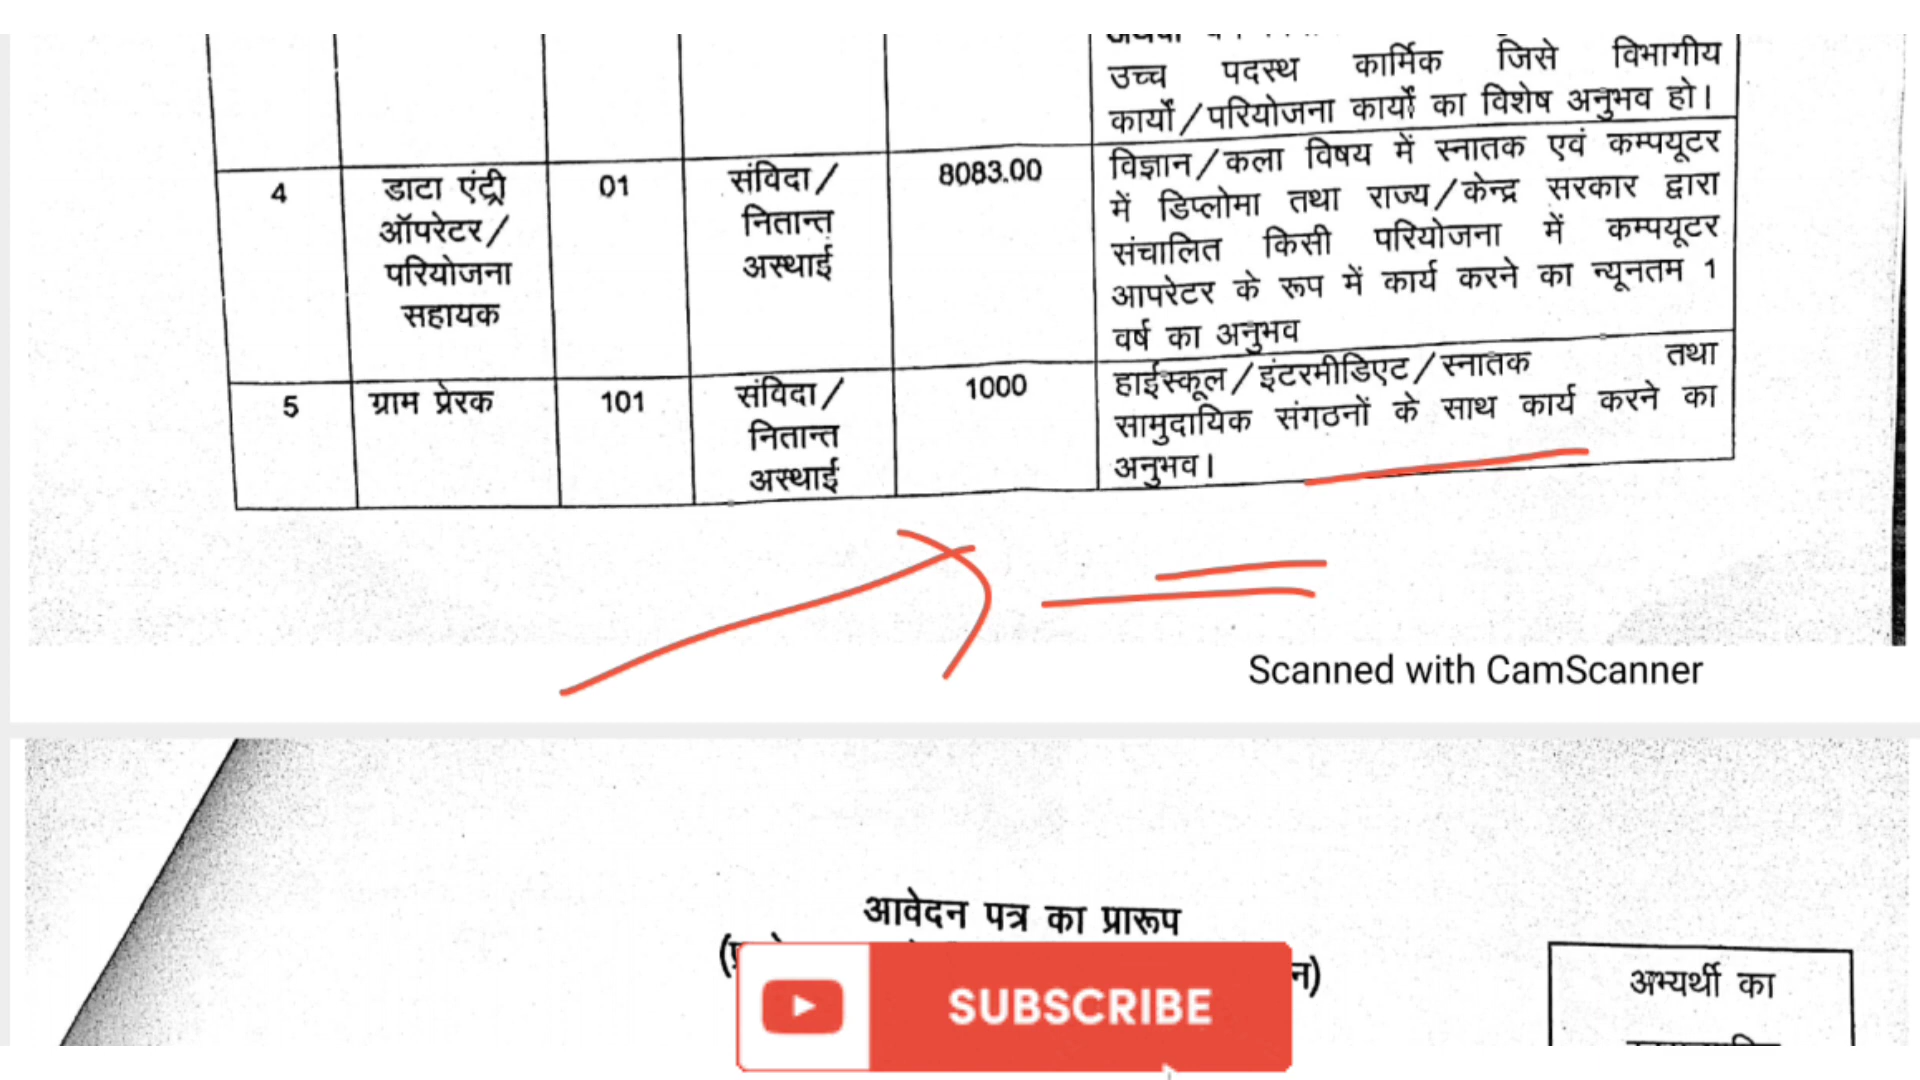 उच्च पदस्थ कार्मिक जिसे विभागीय
कार्यों/परियोजना कार्यों का विशेष अनुभव हो।
4 डाटा एंट्री ऑपरेटर/ परियोजना सहायक 01 संविदा/ नितान्त अस्थाई 8083.00
विज्ञान/कला विषय में स्नातक एवं कम्पयूटर
में डिप्लोमा तथा राज्य/केन्द्र सरकार द्वारा
संचालित किसी परियोजना में कम्पयूटर
आपरेटर के रूप में कार्य करने का न्यूनतम 1
वर्ष का अनुभव
5 ग्राम प्रेरक 101 संविदा/ नितान्त अस्थाई 1000
हाईस्कूल/इंटरमीडिएट/स्नातक तथा
सामुदायिक संगठनों के साथ कार्य करने का
अनुभव।
Scanned with CamScanner
आवेदन पत्र का प्रारूप
अभ्यर्थी का
SUBSCRIBE